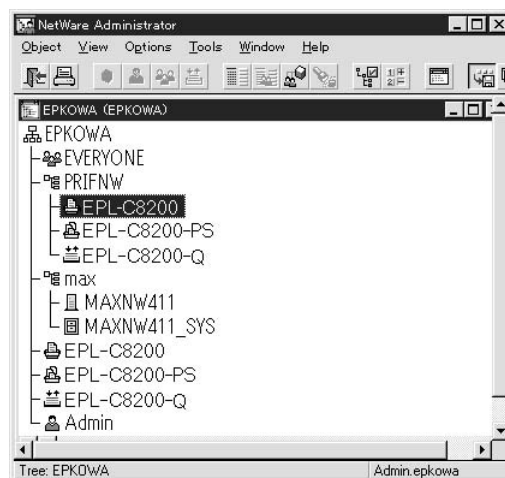 NetWare Administrator
Object View Options Tools Window Help
EPKOWA (EPKOWA)
EPKOWA
EVERYONE
PRIFNW
EPL-C8200
EPL-C8200-PS
EPL-C8200-Q
max
MAXNW411
MAXNW411_SYS
EPL-C8200
EPL-C8200-PS
EPL-C8200-Q
Admin
Tree: EPKOWA Admin.epkowa